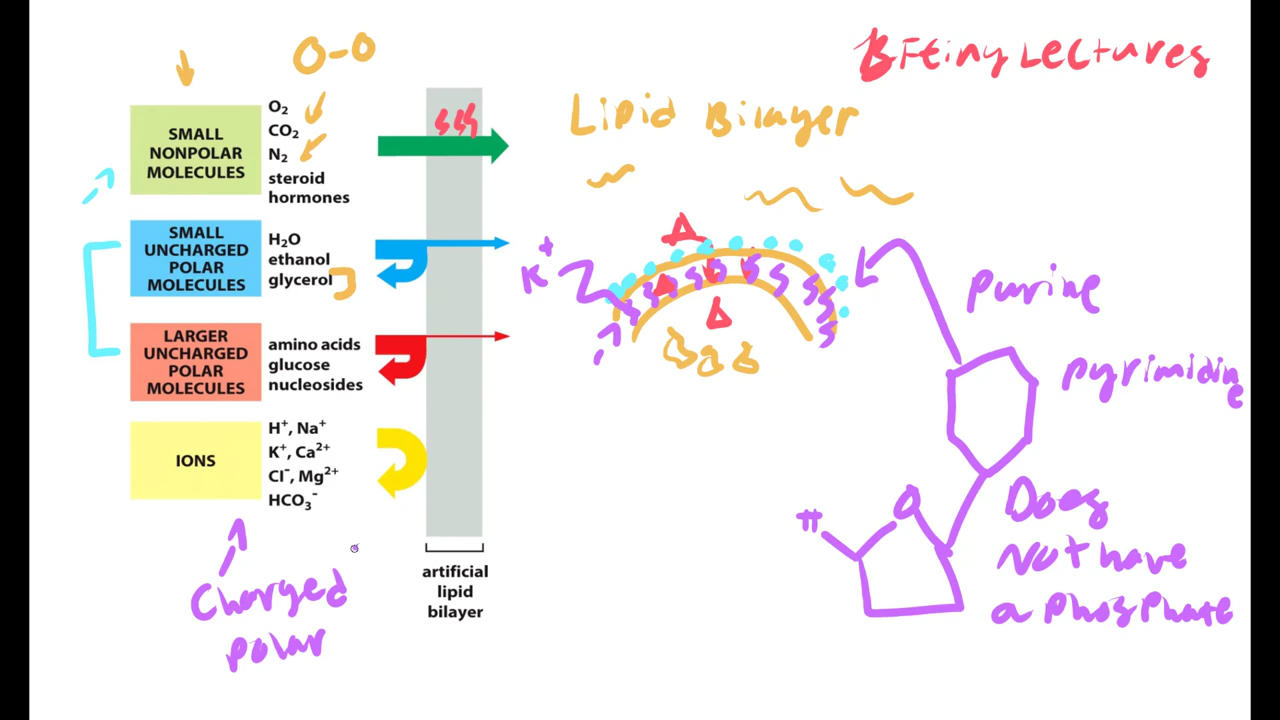 BFtinyLectures
O-O
Lipid Bilayer
SMALL
NONPOLAR
MOLECULES
O₂
CO₂
N₂
steroid
hormones
SMALL
UNCHARGED
POLAR
MOLECULES
H₂O
ethanol
glycerol
LARGER
UNCHARGED
POLAR
MOLECULES
amino acids
glucose
nucleosides
IONS
H⁺, Na⁺
K⁺, Ca²⁺
Cl⁻, Mg²⁺
HCO₃⁻
artificial
lipid
bilayer
Charged
polar
K⁺
purine
pyrimidine
O
H
Does
Not have
a phosphate